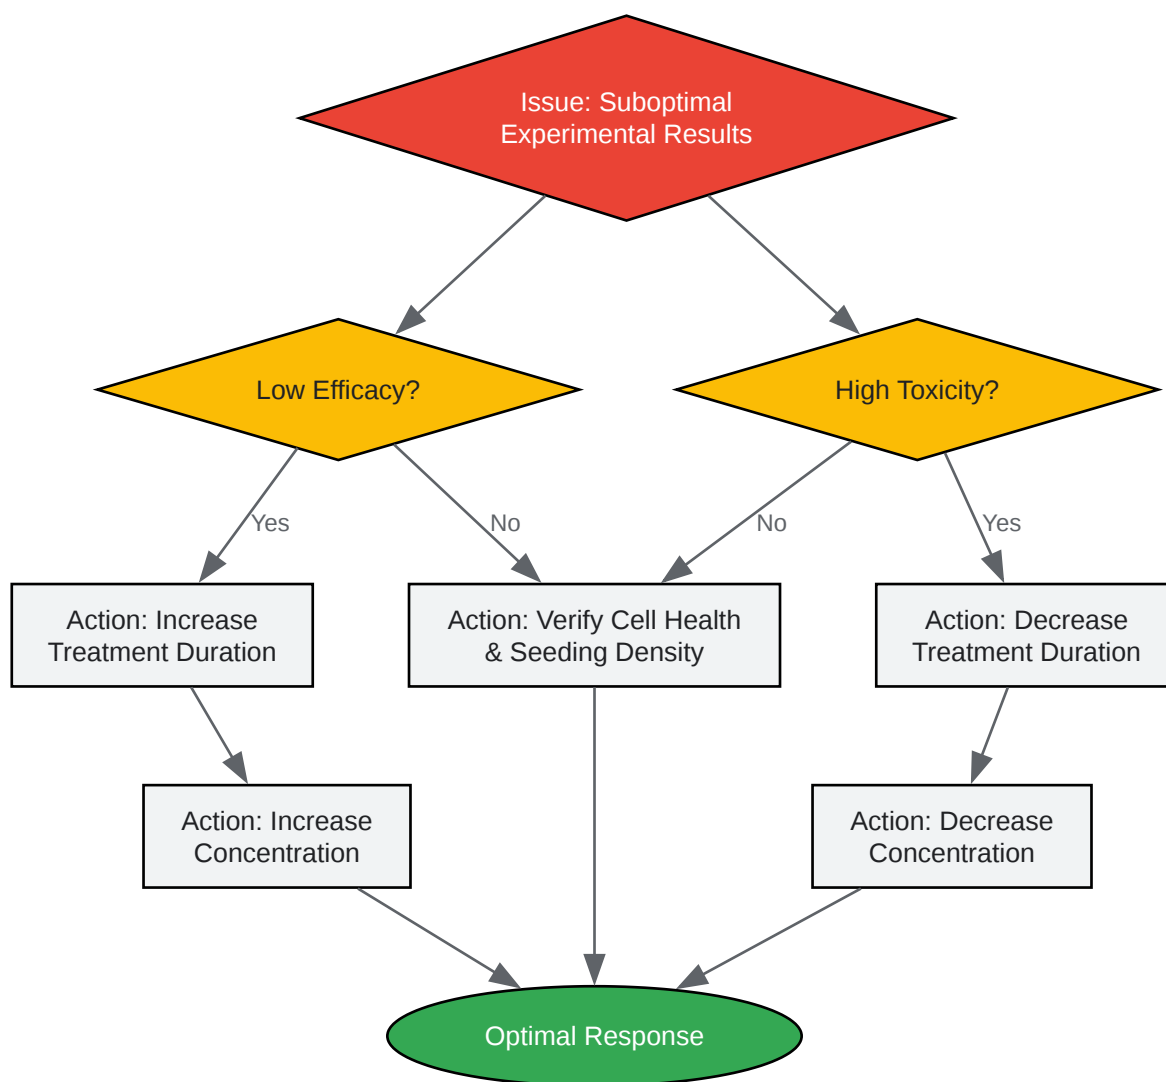 Issue: Suboptimal
Experimental Results
Low Efficacy?
High Toxicity?
Yes
No
No
Yes
Action: Increase
Treatment Duration
Action: Verify Cell Health
& Seeding Density
Action: Decrease
Treatment Duration
Action: Increase
Concentration
Action: Decrease
Concentration
Optimal Response